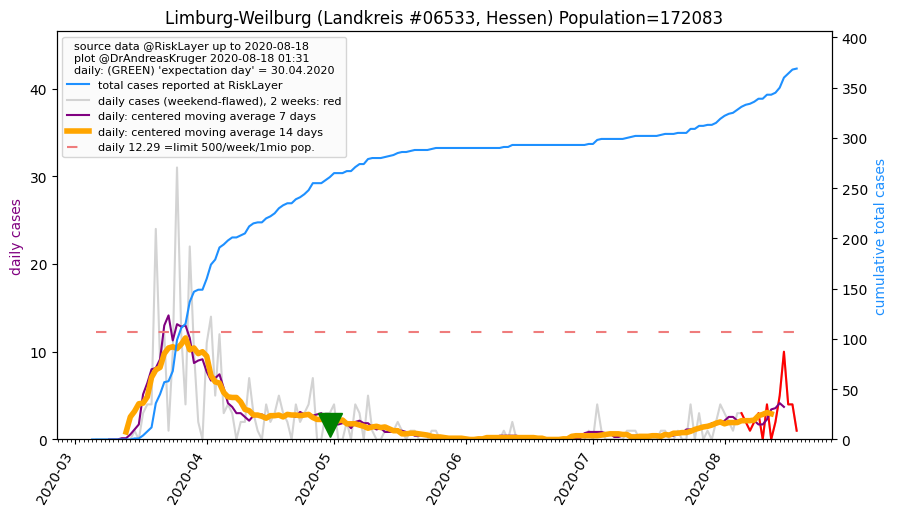 Limburg-Weilburg (Landkreis #06533, Hessen) Population=172083
source data @RiskLayer up to 2020-08-18
plot @DrAndreasKruger 2020-08-18 01:31
daily: (GREEN) 'expectation day' = 30.04.2020
total cases reported at RiskLayer
daily cases (weekend-flawed), 2 weeks: red
daily: centered moving average 7 days
daily: centered moving average 14 days
daily 12.29 =limit 500/week/1mio pop.
daily cases
40
30
20
10
0
cumulative total cases
400
350
300
250
200
150
100
50
0
2020-03
2020-04
2020-05
2020-06
2020-07
2020-08